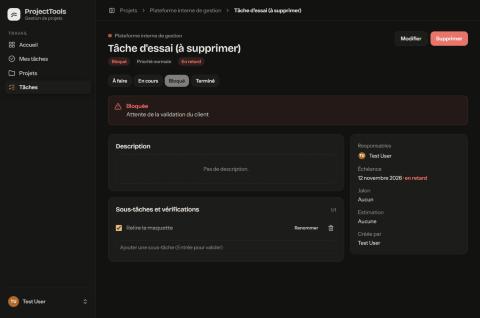 ProjectTools
Gestion de projets
TRAVAIL
Accueil
Mes tâches
Projets
Tâches
Projets > Plateforme interne de gestion > Tâche d'essai (à supprimer)
Plateforme interne de gestion
Tâche d'essai (à supprimer)
Bloqué Priorité normale En retard
Modifier Supprimer
À faire En cours Bloqué Terminé
Bloquée
Attente de la validation du client
Description
Pas de description.
Sous-tâches et vérifications 1/1
Relire la maquette Renommer
Ajouter une sous-tâche (Entrée pour valider)
Responsables
TU Test User
Échéance
12 novembre 2026 · en retard
Jalon
Aucun
Estimation
Aucune
Créée par
Test User
TU Test User